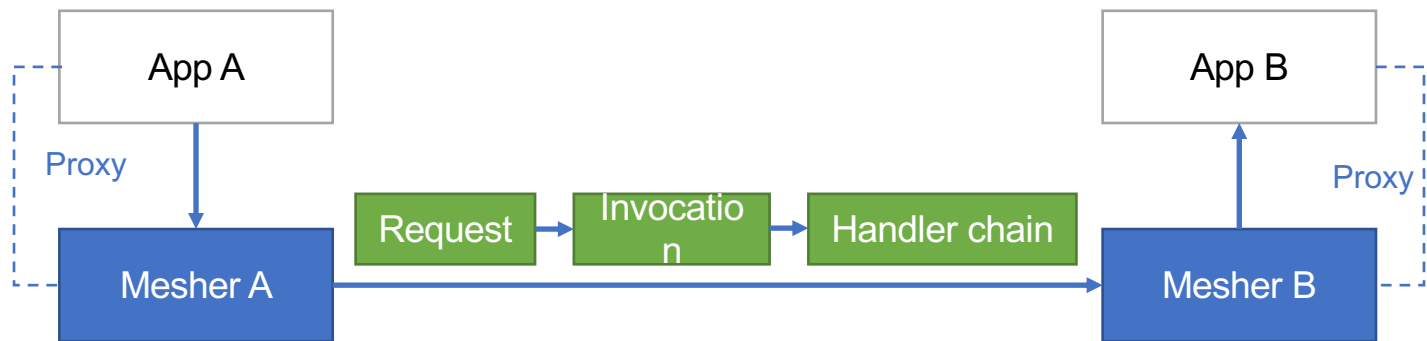 App A
App B
Proxy
Proxy
Request
Invocatio
n
Handler chain
Mesher A
Mesher B